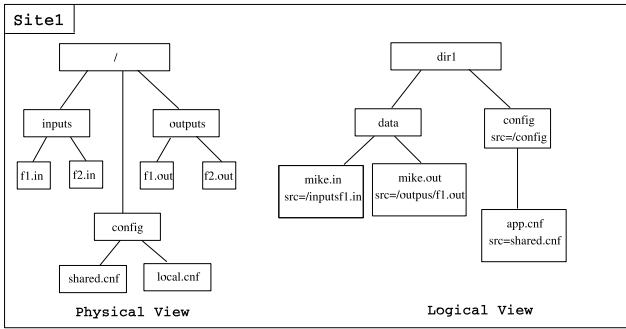 Site1
/
inputs
outputs
f1.in
f2.in
f1.out
f2.out
config
shared.cnf
local.cnf
Physical View
dir1
data
config
src=/config
mike.in
src=/inputsf1.in
mike.out
src=/outpus/f1.out
app.cnf
src=shared.cnf
Logical View